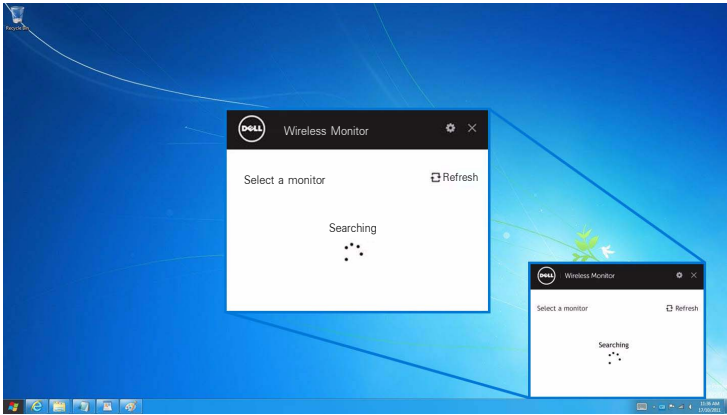 Recycle Bin
DELL
Wireless Monitor
Select a monitor
Refresh
Searching
DELL
Wireless Monitor
Select a monitor
Refresh
Searching